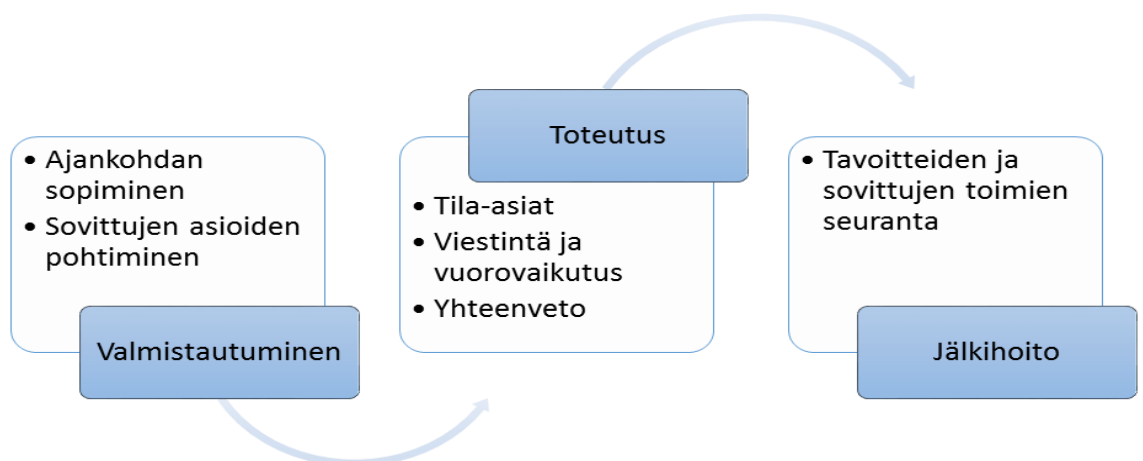 • Ajankohdan
sopiminen
• Sovittujen asioiden
pohtiminen
Valmistautuminen
Toteutus
• Tila-asiat
• Viestintä ja
vuorovaikutus
• Yhteenveto
• Tavoitteiden ja
sovittujen toimien
seuranta
Jälkihoito